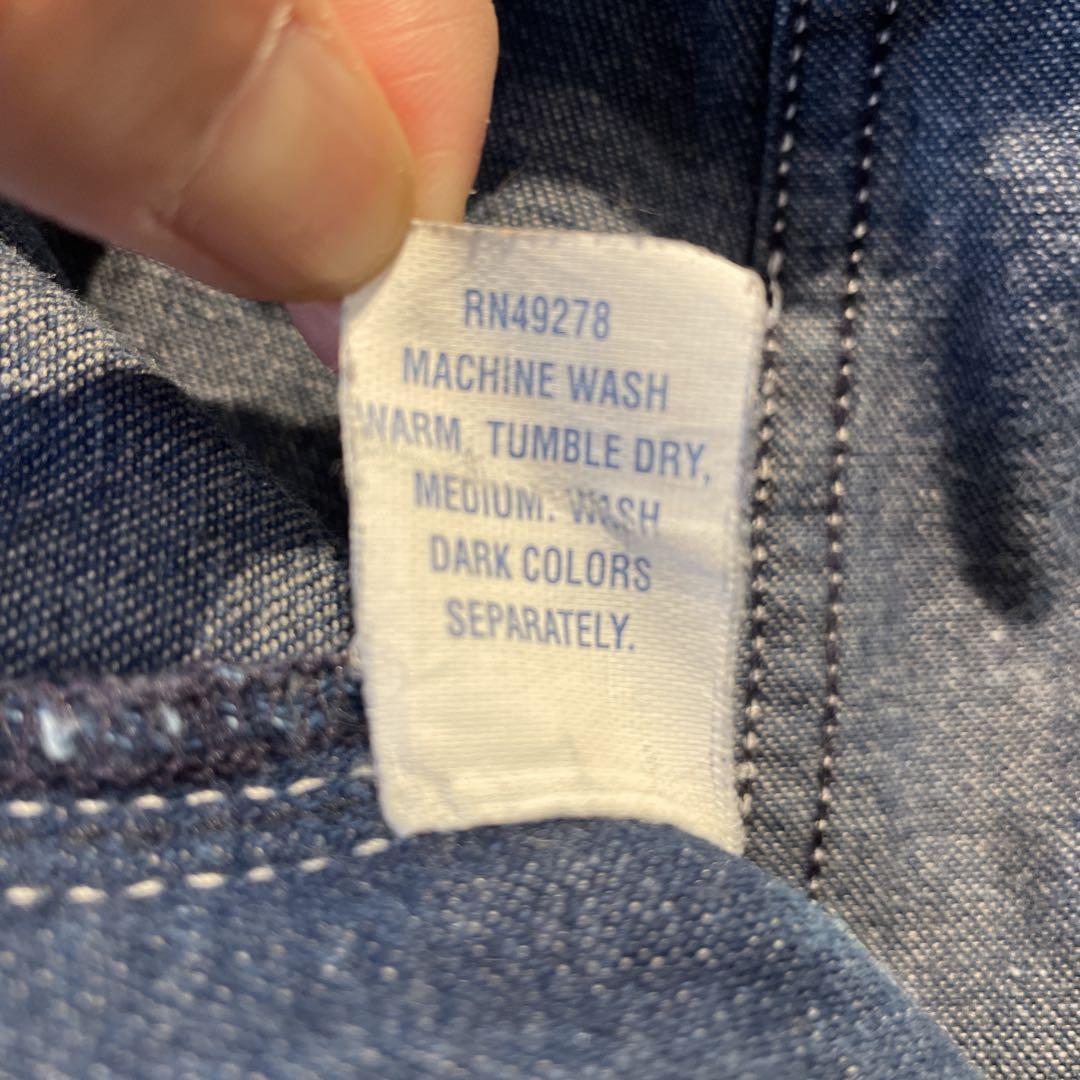 RN49278
MACHINE WASH
WARM, TUMBLE DRY,
MEDIUM. WASH
DARK COLORS
SEPARATELY.